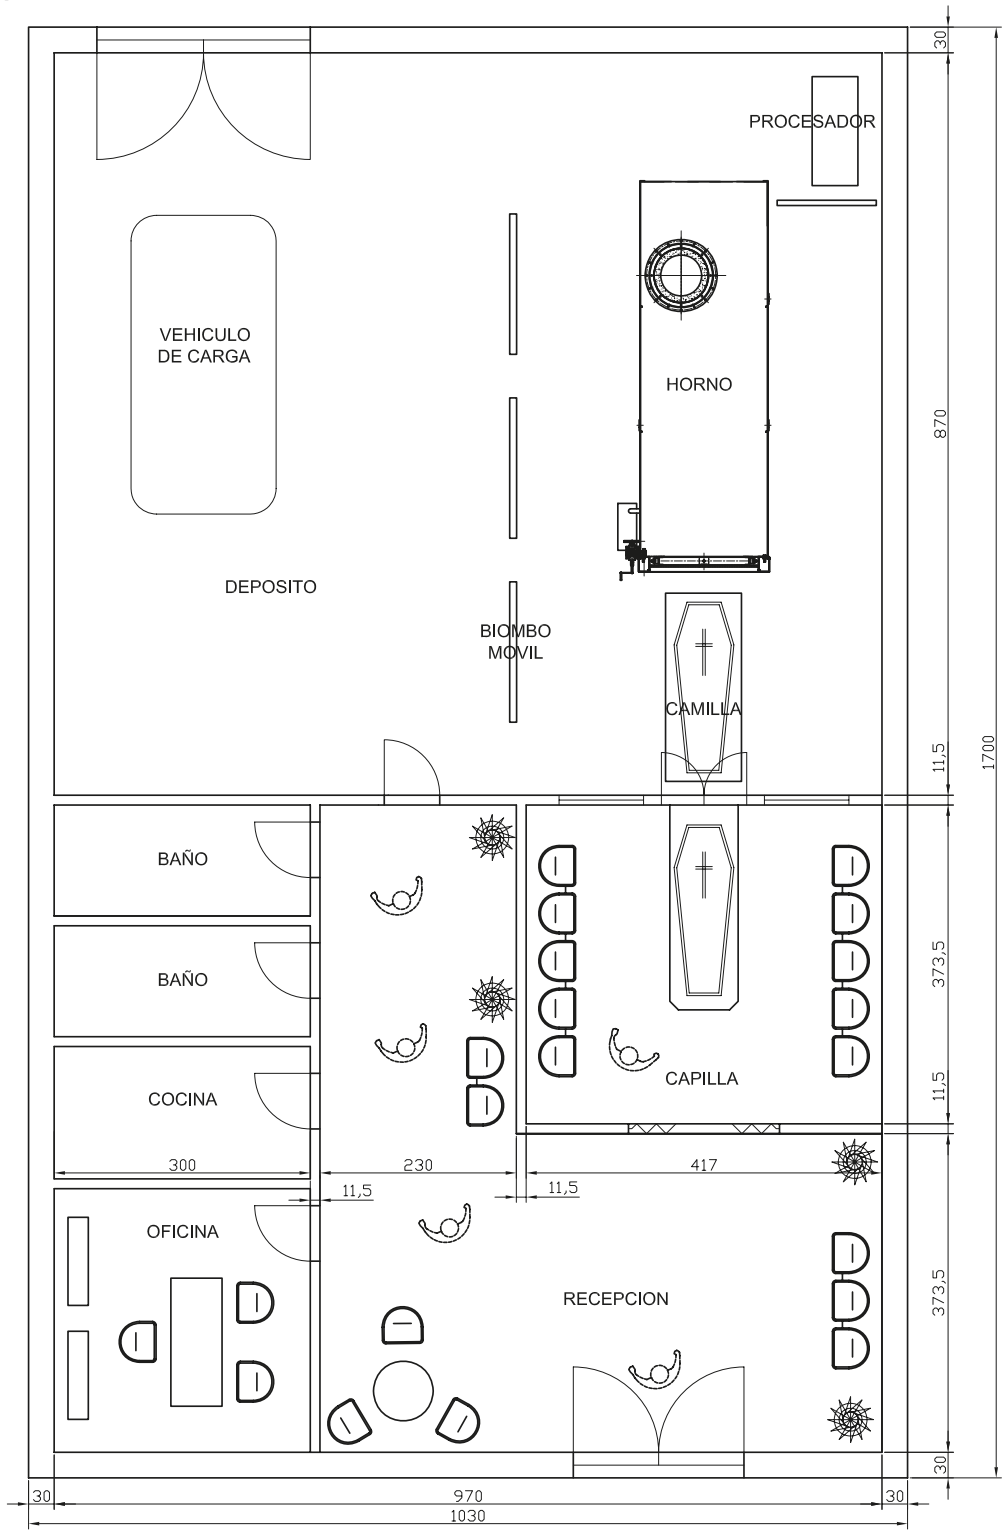 30
PROCESADOR
VEHICULO
DE CARGA
HORNO
870
DEPOSITO
BIOMBO
MOVIL
CAMILLA
11,5
1700
BAÑO
BAÑO
373,5
COCINA
CAPILLA
11,5
300
230
417
11,5
11,5
OFICINA
RECEPCION
373,5
30
30
970
30
1030